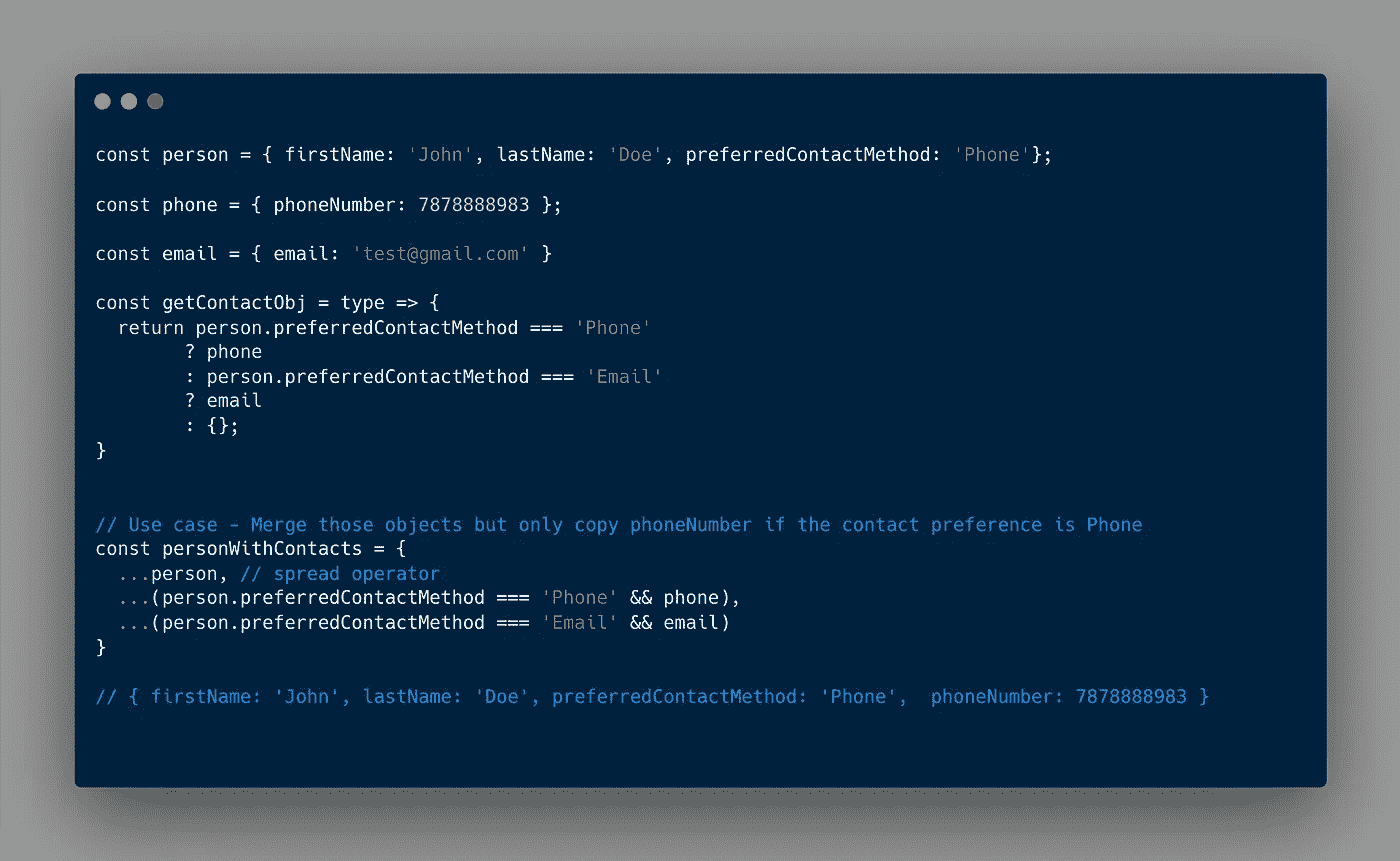 const person = { firstName: 'John', lastName: 'Doe', preferredContactMethod: 'Phone'};
const phone = { phoneNumber: 7878888983 };
const email = { email: 'test@gmail.com' }
const getContactObj = type => {
  return person.preferredContactMethod === 'Phone'
        ? phone
        : person.preferredContactMethod === 'Email'
        ? email
        : {};
}
// Use case - Merge those objects but only copy phoneNumber if the contact preference is Phone
const personWithContacts = {
  ...person, // spread operator
  ...(person.preferredContactMethod === 'Phone' && phone),
  ...(person.preferredContactMethod === 'Email' && email)
}
// { firstName: 'John', lastName: 'Doe', preferredContactMethod: 'Phone',  phoneNumber: 7878888983 }